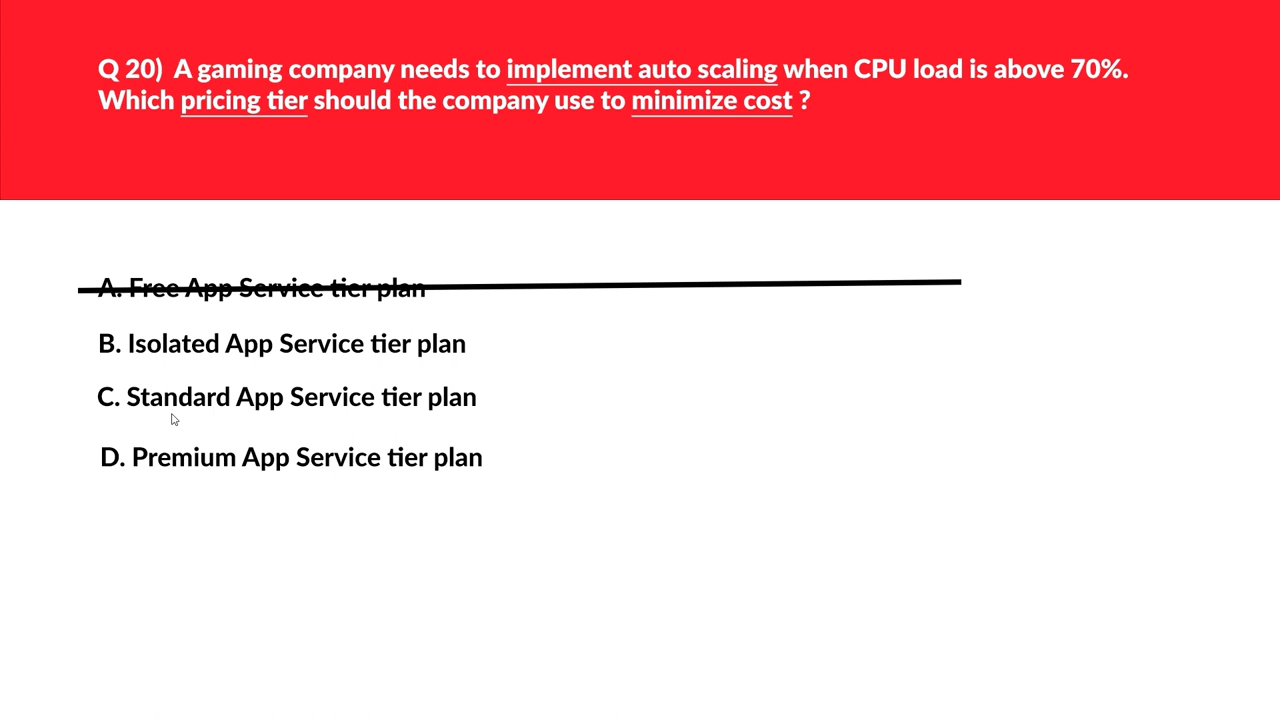 Q 20) A gaming company needs to implement auto scaling when CPU load is above 70%.
Which pricing tier should the company use to minimize cost ?
A. Free App Service tier plan
B. Isolated App Service tier plan
C. Standard App Service tier plan
D. Premium App Service tier plan